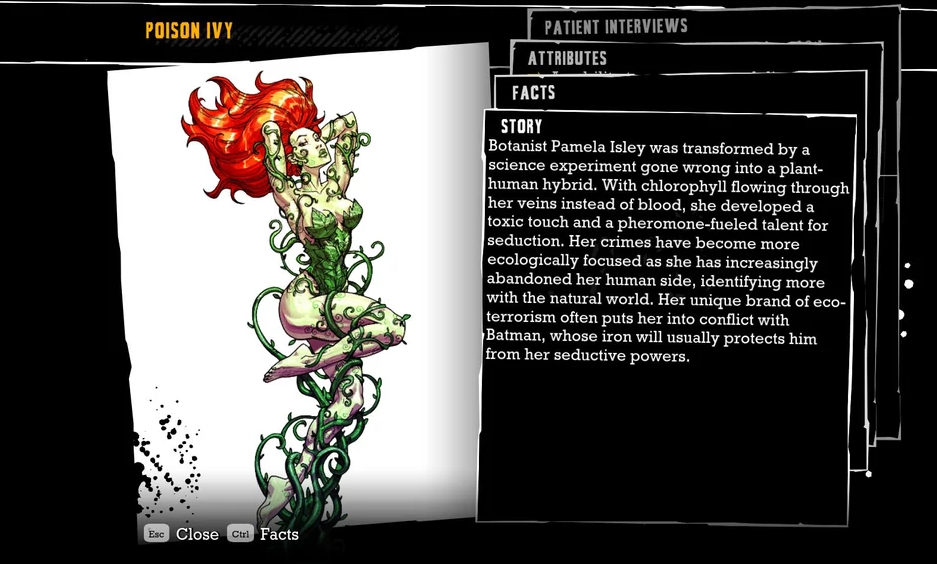 POISON IVY
PATIENT INTERVIEWS
ATTRIBUTES
FACTS
STORY
Botanist Pamela Isley was transformed by a
science experiment gone wrong into a plant-
human hybrid. With chlorophyll flowing through
her veins instead of blood, she developed a
toxic touch and a pheromone-fueled talent for
seduction. Her crimes have become more
ecologically focused as she has increasingly
abandoned her human side, identifying more
with the natural world. Her unique brand of eco-
terrorism often puts her into conflict with
Batman, whose iron will usually protects him
from her seductive powers.
Esc Close Ctrl Facts